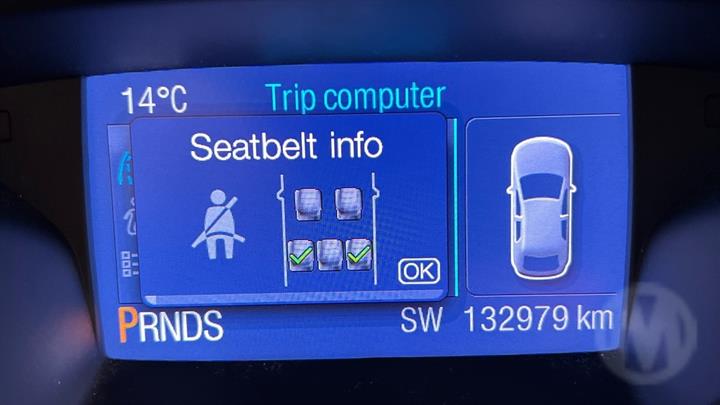 14°C Trip computer
Seatbelt info
OK
PRNDS SW 132979 km
M